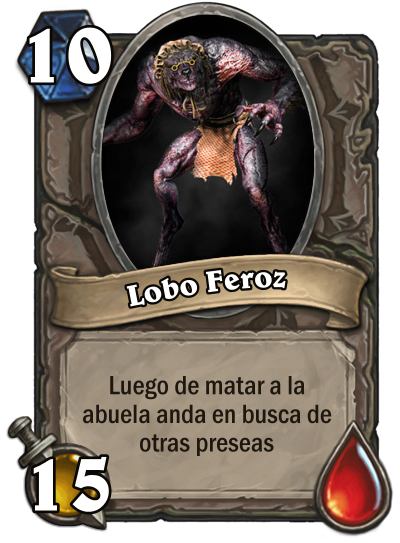 10
Lobo Feroz
Luego de matar a la
abuela anda en busca de
otras preseas
15